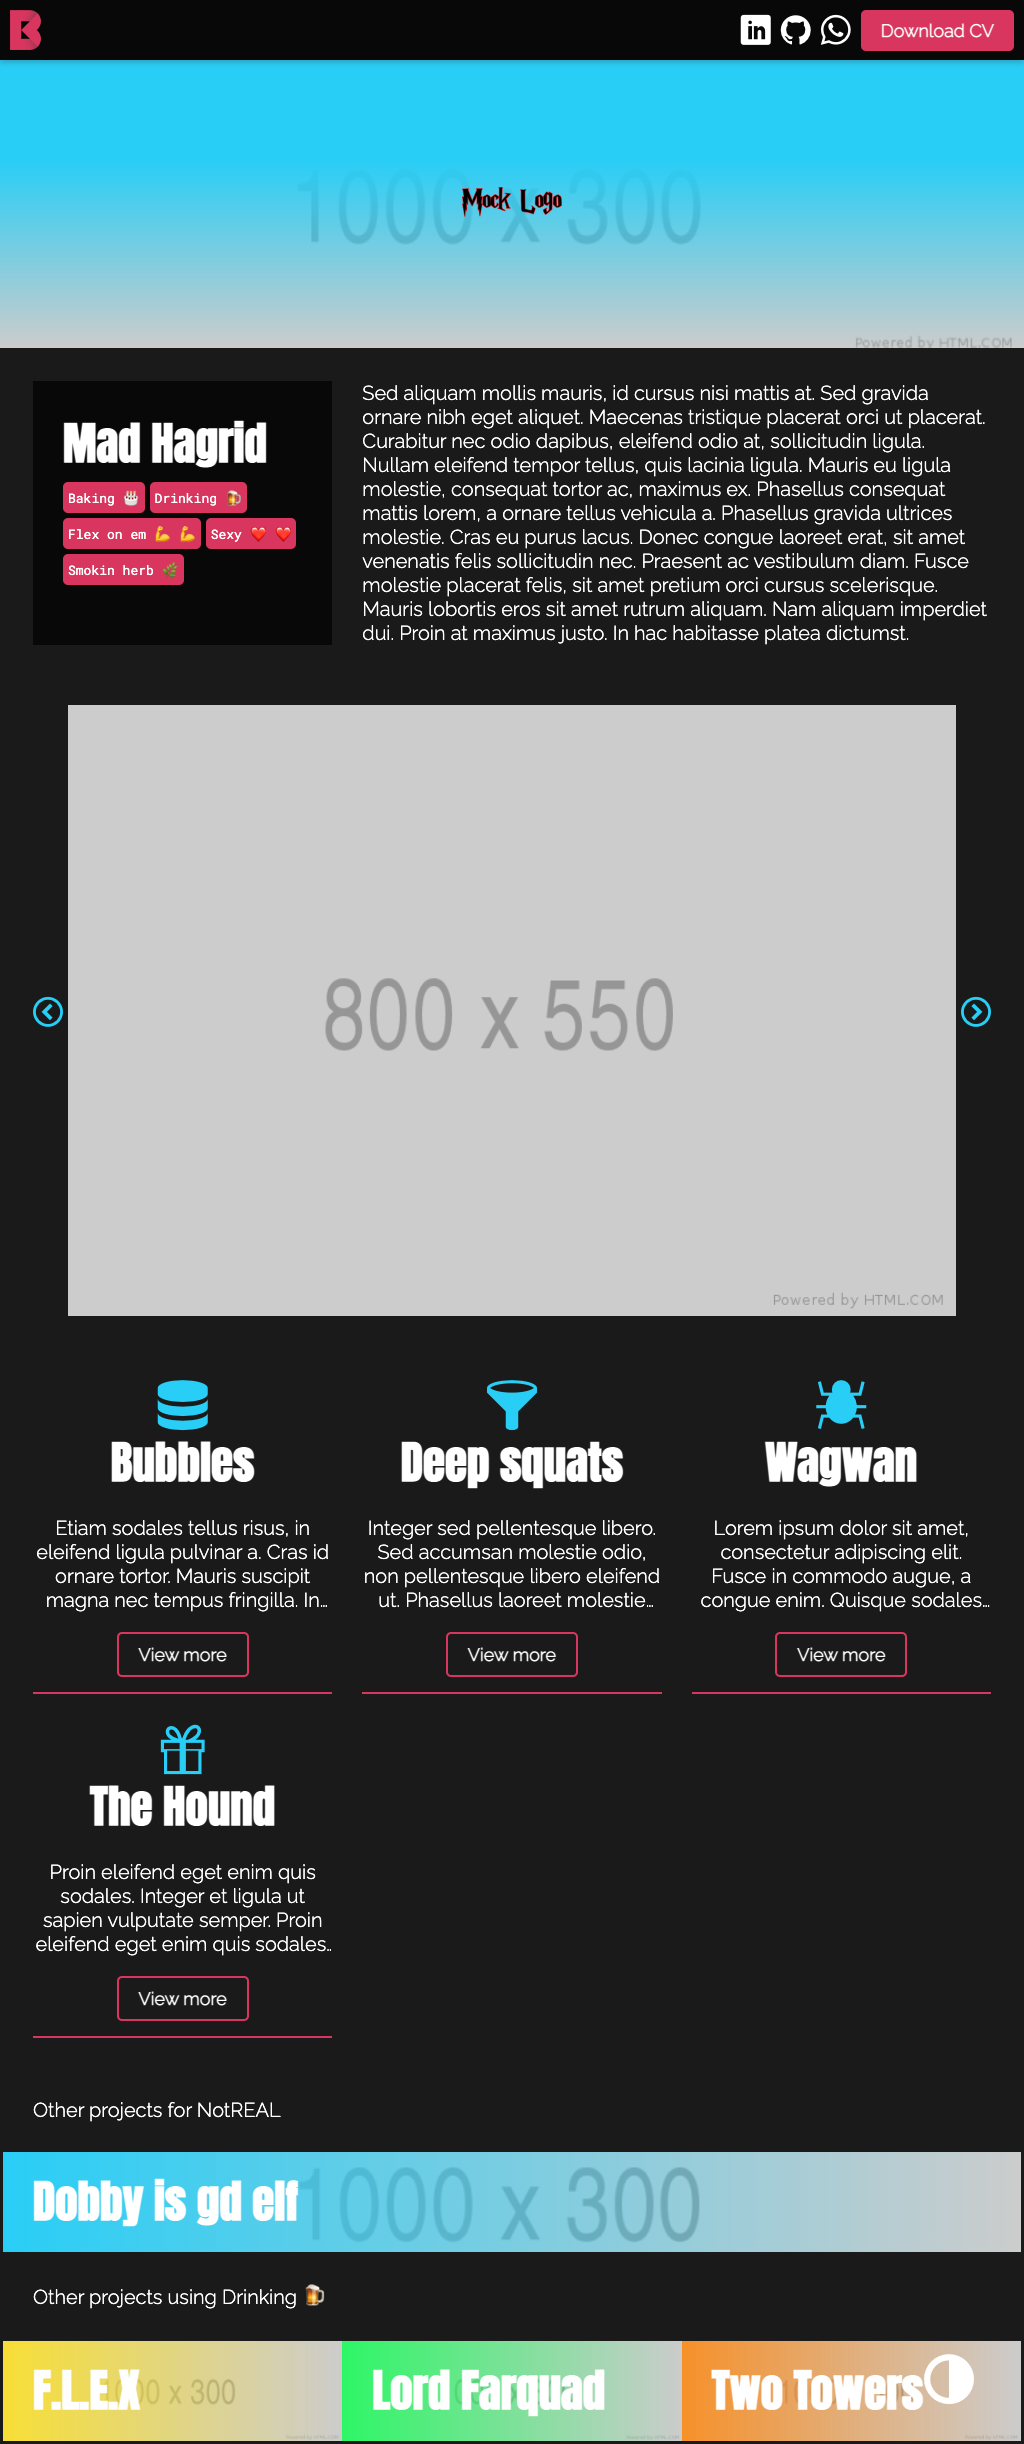 Download CV
1000 x 300
Mock Logo
Powered by HTML.COM
Mad Hagrid
Baking 🎂 Drinking 🍺
Flex on em 💪 💪 Sexy ❤️ ❤️
Smokin herb 🌿
Sed aliquam mollis mauris, id cursus nisi mattis at. Sed gravida
ornare nibh eget aliquet. Maecenas tristique placerat orci ut placerat.
Curabitur nec odio dapibus, eleifend odio at, sollicitudin ligula.
Nullam eleifend tempor tellus, quis lacinia ligula. Mauris eu ligula
molestie, consequat tortor ac, maximus ex. Phasellus consequat
mattis lorem, a ornare tellus vehicula a. Phasellus gravida ultrices
molestie. Cras eu purus lacus. Donec congue laoreet erat, sit amet
venenatis felis sollicitudin nec. Praesent ac vestibulum diam. Fusce
molestie placerat felis, sit amet pretium orci cursus scelerisque.
Mauris lobortis eros sit amet rutrum aliquam. Nam aliquam imperdiet
dui. Proin at maximus justo. In hac habitasse platea dictumst.
800 x 550
Powered by HTML.COM
Bubbles
Etiam sodales tellus risus, in
eleifend ligula pulvinar a. Cras id
ornare tortor. Mauris suscipit
magna nec tempus fringilla. In…
View more
Deep squats
Integer sed pellentesque libero.
Sed accumsan molestie odio,
non pellentesque libero eleifend
ut. Phasellus laoreet molestie…
View more
Wagwan
Lorem ipsum dolor sit amet,
consectetur adipiscing elit.
Fusce in commodo augue, a
congue enim. Quisque sodales…
View more
The Hound
Proin eleifend eget enim quis
sodales. Integer et ligula ut
sapien vulputate semper. Proin
eleifend eget enim quis sodales…
View more
Other projects for NotREAL
Dobby is gd elf
1000 x 300
Other projects using Drinking 🍺
F.L.E.X
00 x 300
Lord Farquad
Two Towers